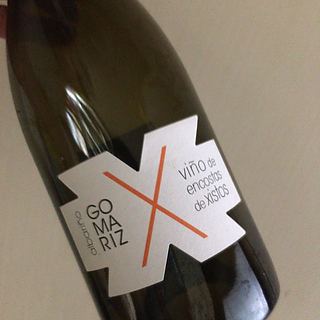 albariño
GO
MA
RIZ
X
viño de
encostas
de xistos